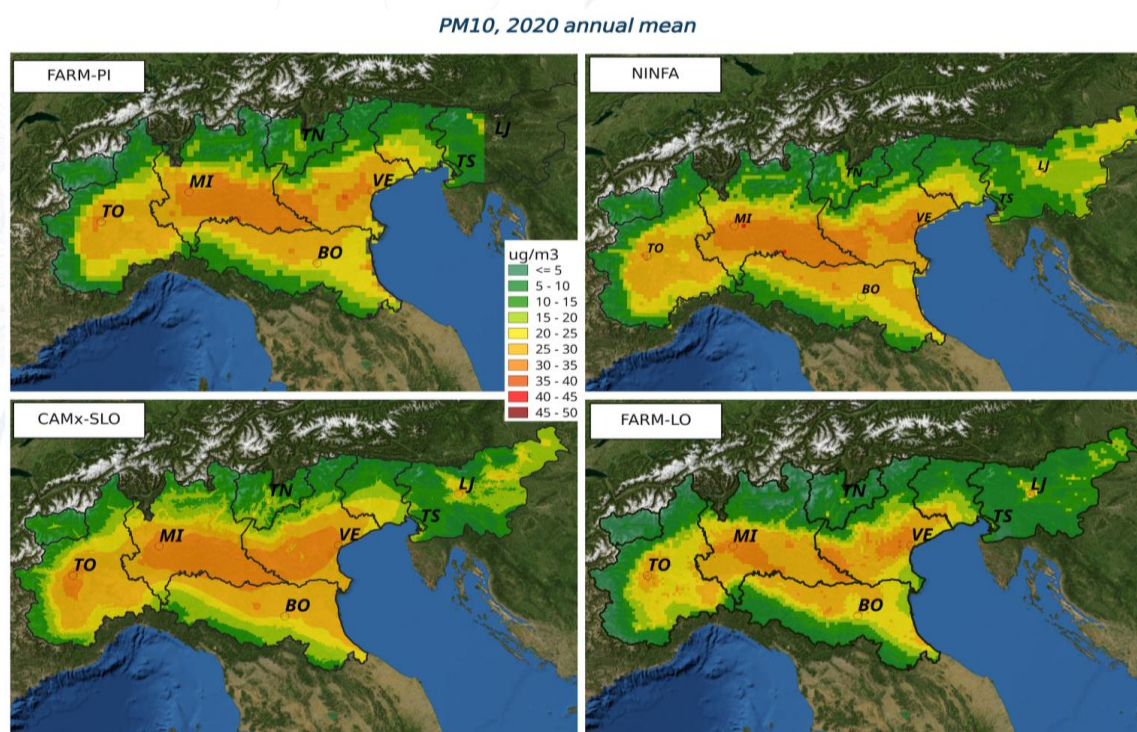 PM10, 2020 annual mean
FARM-PI
LJ
TN
TS
MI
VE
TO
BO
NINFA
LJ
TN
TS
MI
VE
TO
BO
ug/m3
<= 5
5 - 10
10 - 15
15 - 20
20 - 25
25 - 30
30 - 35
35 - 40
40 - 45
45 - 50
CAMx-SLO
TN
LJ
TS
MI
VE
TO
BO
FARM-LO
TN
LJ
TS
MI
VE
TO
BO